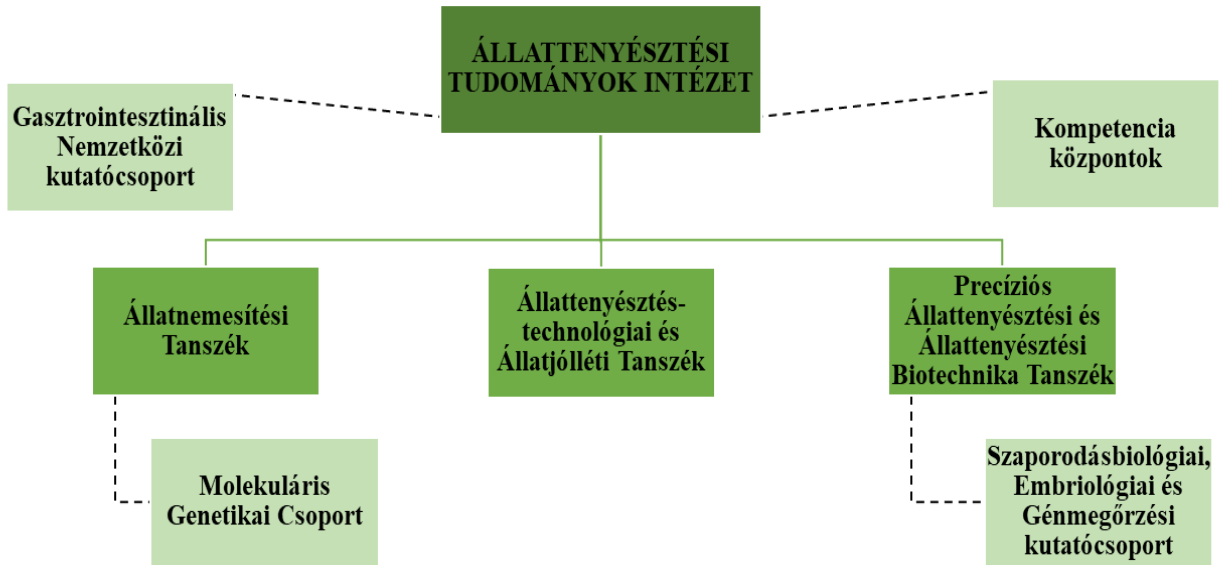 ÁLLATTENYÉSZTÉSI
TUDOMÁNYOK INTÉZET
Gasztrointesztinális
Nemzetközi
kutatócsoport
Kompetencia
központok
Állatnemesítési
Tanszék
Állattenyésztés-
technológiai és
Állatjólléti Tanszék
Precíziós
Állattenyésztési és
Állattenyésztési
Biotechnika Tanszék
Molekuláris
Genetikai Csoport
Szaporodásbiológiai,
Embriológiai és
Génmegőrzési
kutatócsoport